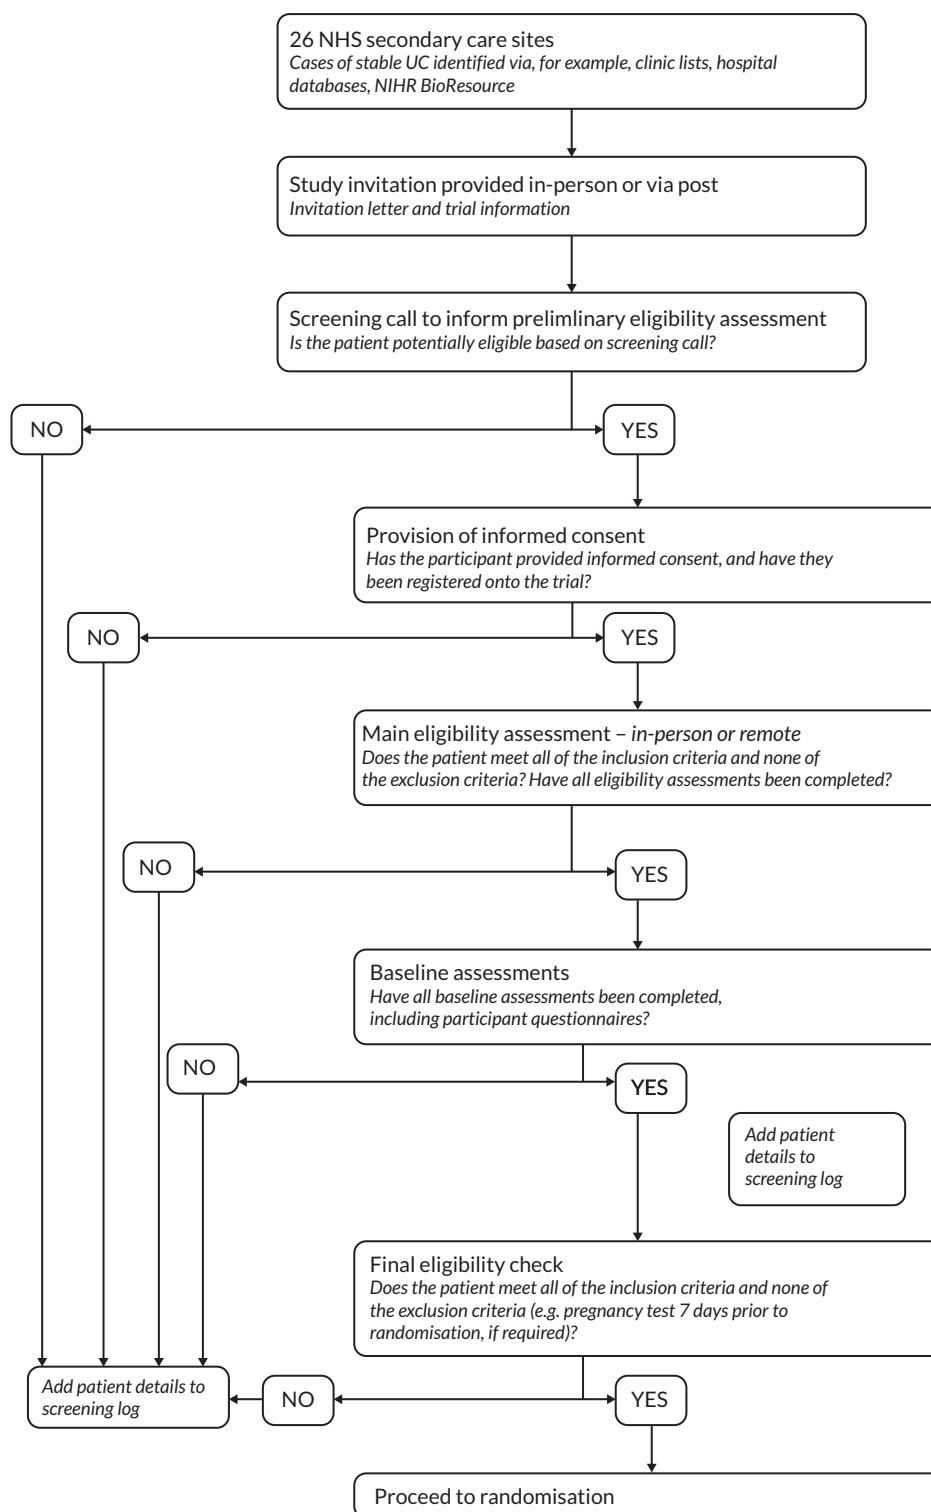 26 NHS secondary care sites
Cases of stable UC identified via, for example, clinic lists, hospital
databases, NIHR BioResource
Study invitation provided in-person or via post
Invitation letter and trial information
Screening call to inform prelimlinary eligibility assessment
Is the patient potentially eligible based on screening call?
NO
YES
Provision of informed consent
Has the participant provided informed consent, and have they
been registered onto the trial?
NO
YES
Main eligibility assessment – in-person or remote
Does the patient meet all of the inclusion criteria and none of
the exclusion criteria? Have all eligibility assessments been completed?
NO
YES
Baseline assessments
Have all baseline assessments been completed,
including participant questionnaires?
NO
YES
Add patient
details to
screening log
Final eligibility check
Does the patient meet all of the inclusion criteria and none of
the exclusion criteria (e.g. pregnancy test 7 days prior to
randomisation, if required)?
Add patient details to
screening log
NO
YES
Proceed to randomisation